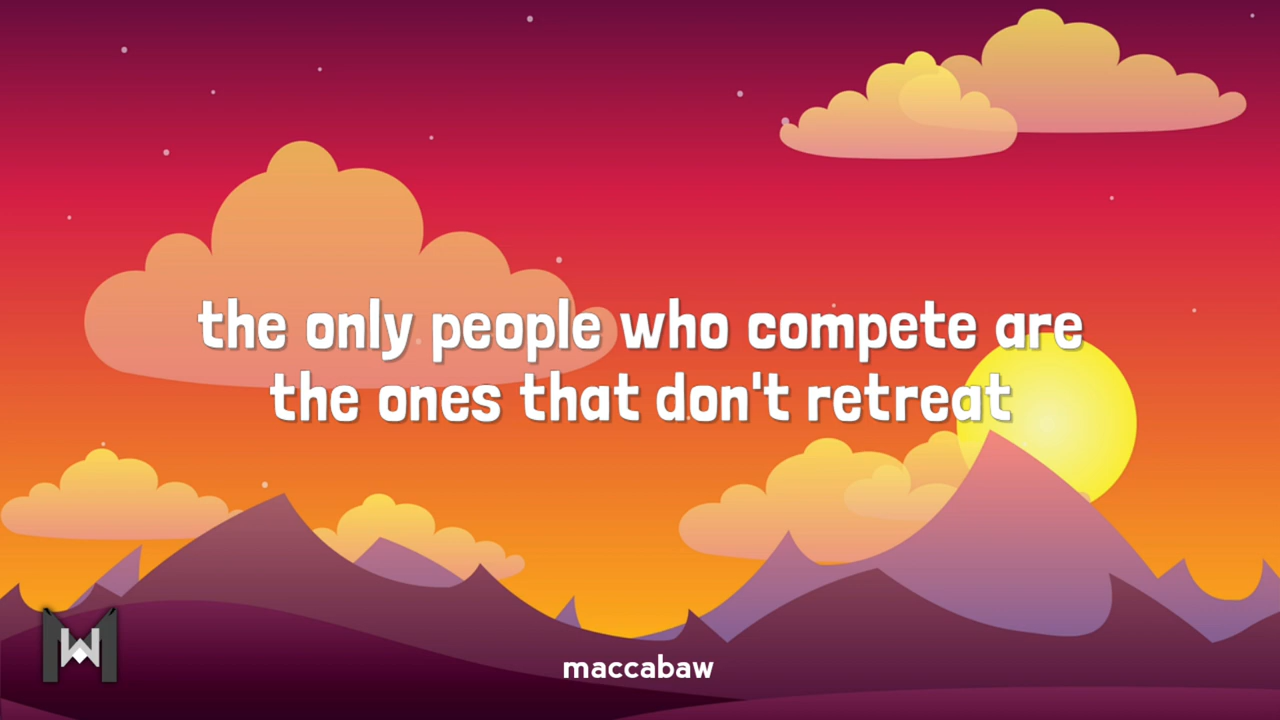 the only people who compete are
the ones that don't retreat
maccabaw